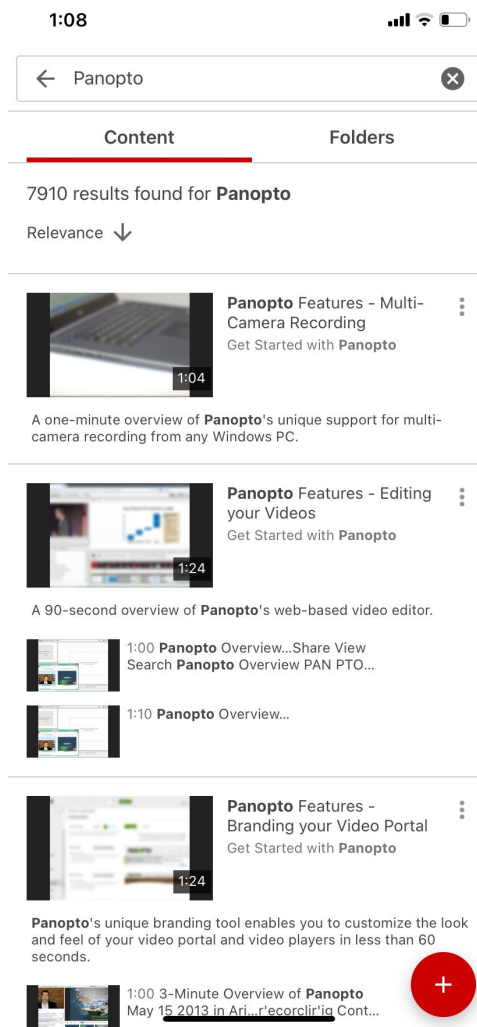 1:08
Panopto
Content Folders
7910 results found for Panopto
Relevance
1:04
Panopto Features - Multi-
Camera Recording
Get Started with Panopto
A one-minute overview of Panopto's unique support for multi-
camera recording from any Windows PC.
1:24
Panopto Features - Editing
your Videos
Get Started with Panopto
A 90-second overview of Panopto's web-based video editor.
1:00 Panopto Overview...Share View
Search Panopto Overview PAN PTO...
1:10 Panopto Overview...
1:24
Panopto Features -
Branding your Video Portal
Get Started with Panopto
Panopto's unique branding tool enables you to customize the look
and feel of your video portal and video players in less than 60
seconds.
1:00 3-Minute Overview of Panopto
May 15 2013 in Ari...r'ecorclir'ig Cont...